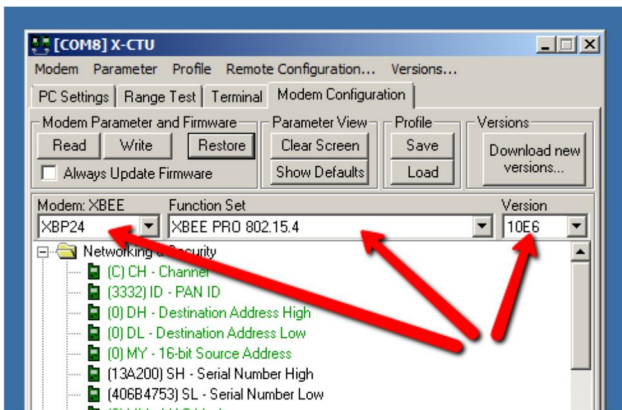 [COM8] X-CTU
Modem Parameter Profile Remote Configuration... Versions...
PC Settings Range Test Terminal Modem Configuration
Modem Parameter and Firmware Parameter View Profile Versions
Read Write Restore Clear Screen Save Download new versions...
Always Update Firmware Show Defaults Load
Modem: XBEE Function Set Version
XBP24 XBEE PRO 802.15.4 10E6
Networking & Security
(C) CH - Channel
(3332) ID - PAN ID
(0) DH - Destination Address High
(0) DL - Destination Address Low
(0) MY - 16-bit Source Address
(13A200) SH - Serial Number High
(406B4753) SL - Serial Number Low